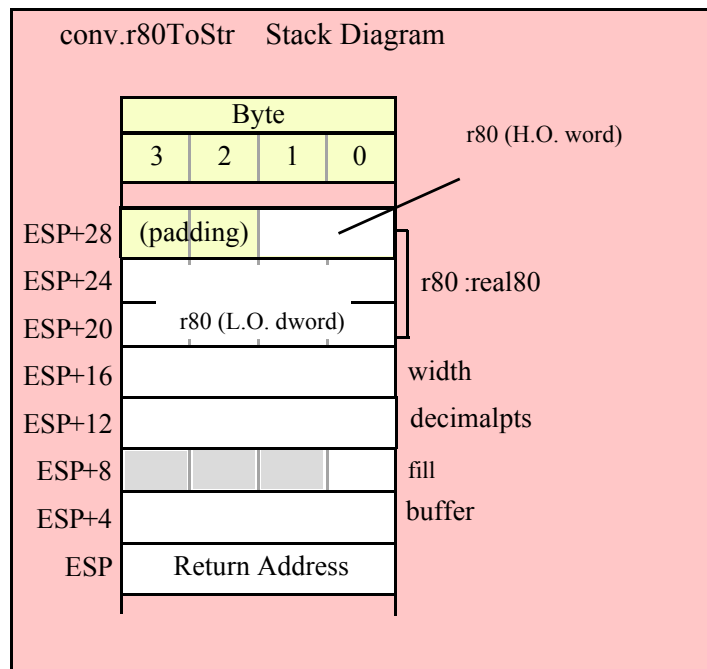 conv.r80ToStr Stack Diagram
Byte
r80 (H.O. word)
3 2 1 0
ESP+28 (padding)
ESP+24 r80 :real80
r80 (L.O. dword)
ESP+20
ESP+16 width
ESP+12 decimalpts
ESP+8 fill
ESP+4 buffer
ESP Return Address